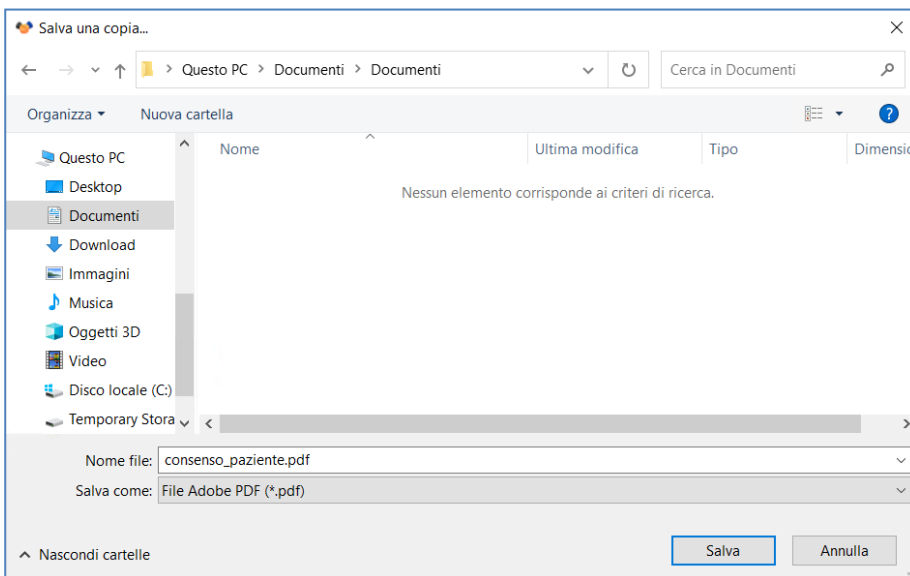 Salva una copia...
Questo PC > Documenti > Documenti
Cerca in Documenti
Organizza
Nuova cartella
?
Questo PC
Desktop
Documenti
Download
Immagini
Musica
Oggetti 3D
Video
Disco locale (C:)
Temporary Stora
Nome
Ultima modifica
Tipo
Dimensio
Nessun elemento corrisponde ai criteri di ricerca.
Nome file: consenso_paziente.pdf
Salva come: File Adobe PDF (*.pdf)
Nascondi cartelle
Salva
Annulla